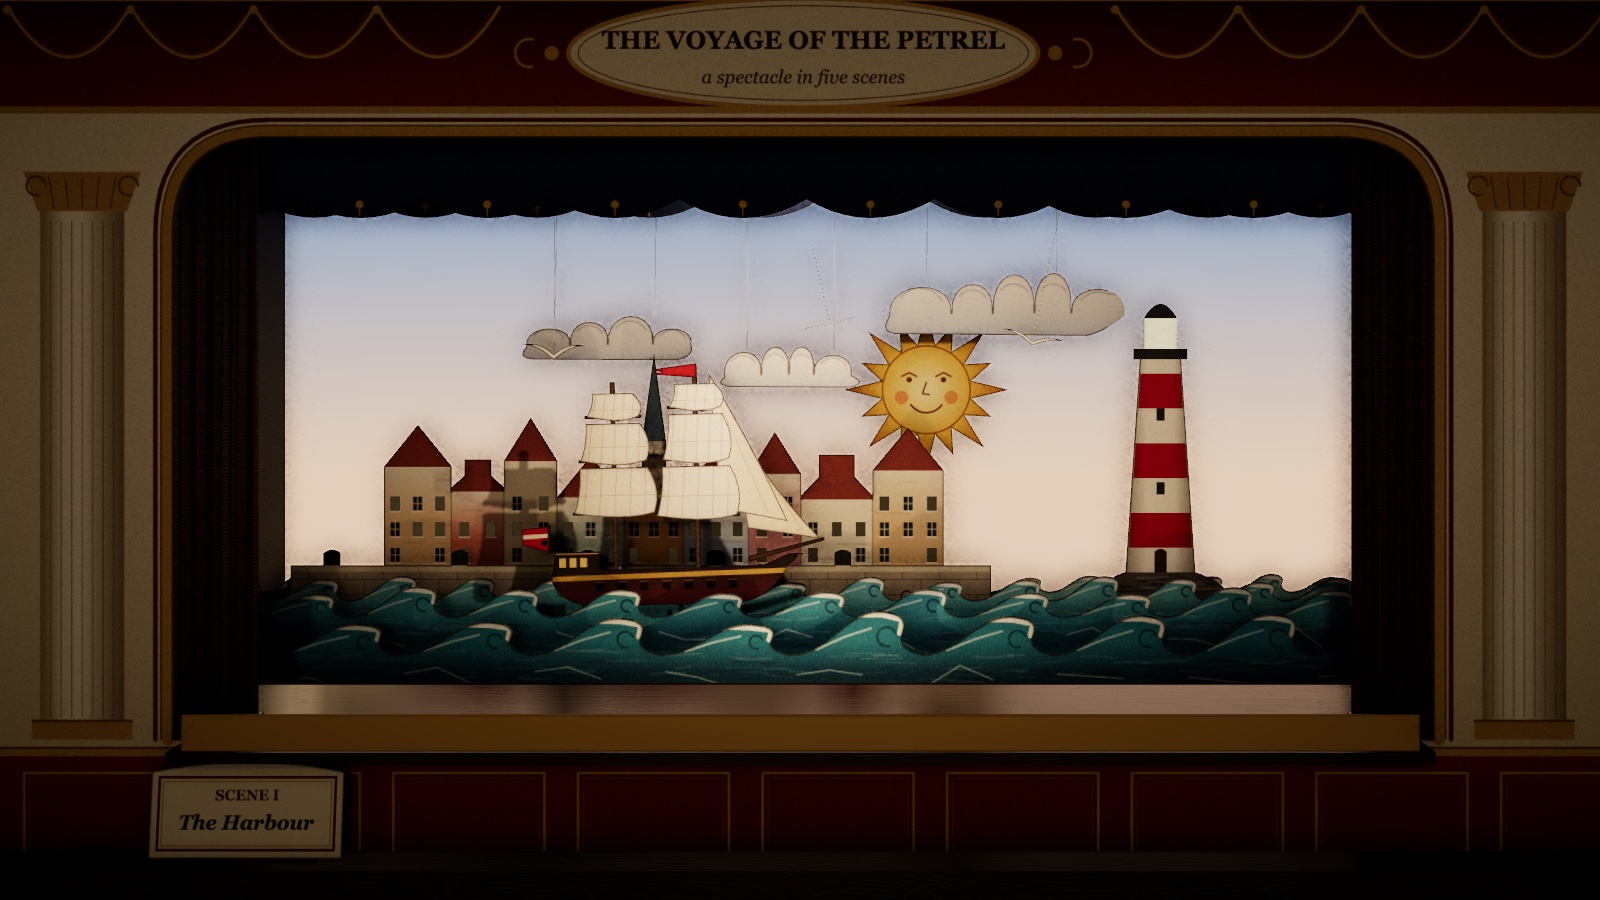 THE VOYAGE OF THE PETREL
a spectacle in five scenes
SCENE I
The Harbour